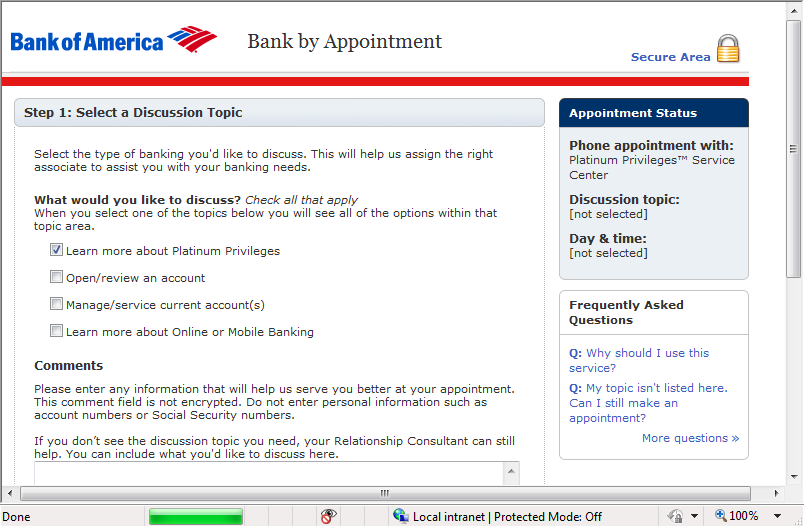 Bank of America
Bank by Appointment
Secure Area
Step 1: Select a Discussion Topic
Select the type of banking you'd like to discuss. This will help us assign the right
associate to assist you with your banking needs.
What would you like to discuss? Check all that apply
When you select one of the topics below you will see all of the options within that
topic area.
Learn more about Platinum Privileges
Open/review an account
Manage/service current account(s)
Learn more about Online or Mobile Banking
Comments
Please enter any information that will help us serve you better at your appointment.
This comment field is not encrypted. Do not enter personal information such as
account numbers or Social Security numbers.
If you don't see the discussion topic you need, your Relationship Consultant can still
help. You can include what you'd like to discuss here.
Appointment Status
Phone appointment with:
Platinum Privileges™ Service
Center
Discussion topic:
[not selected]
Day & time:
[not selected]
Frequently Asked
Questions
Q: Why should I use this
service?
Q: My topic isn't listed here.
Can I still make an
appointment?
More questions »
Done
Local intranet | Protected Mode: Off
100%